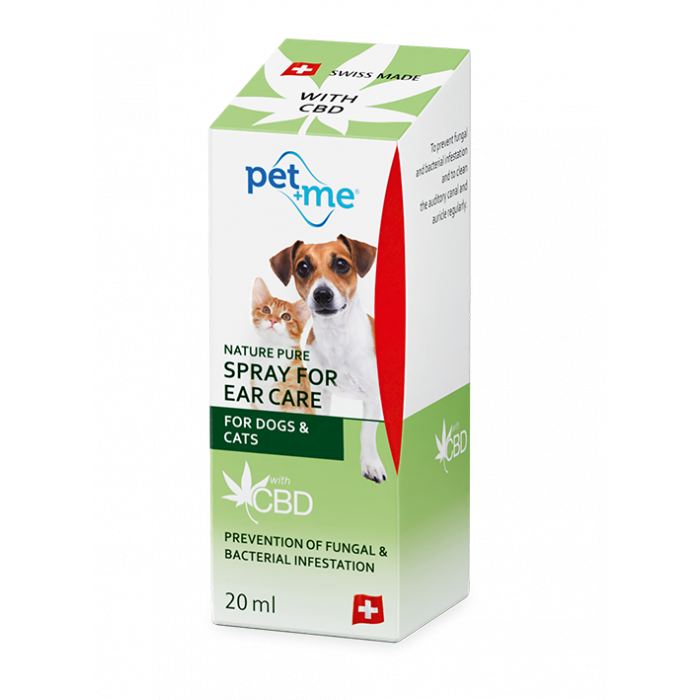 SWISS MADE
WITH
CBD
pet
+me®
NATURE PURE
SPRAY FOR
EAR CARE
FOR DOGS &
CATS
with
CBD
PREVENTION OF FUNGAL &
BACTERIAL INFESTATION
20 ml
To prevent fungal
and bacterial infestation
and to clean
the auditory canal and
auricle regularly.
with
CBD